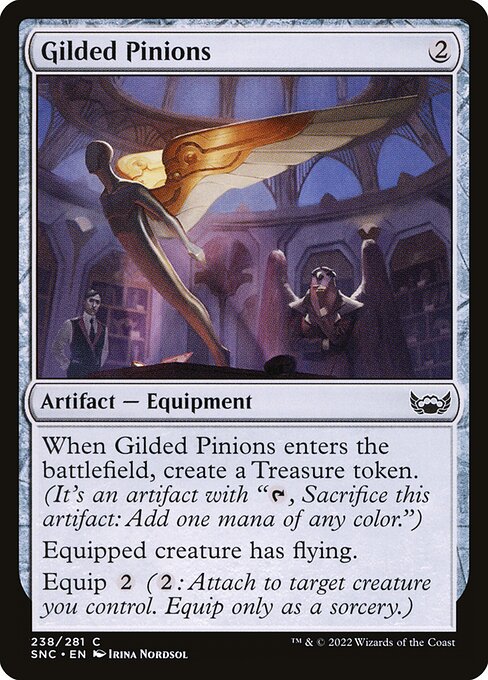 Gilded Pinions 2
Artifact — Equipment
When Gilded Pinions enters the
battlefield, create a Treasure token.
(It's an artifact with “, Sacrifice this
artifact: Add one mana of any color.”)
Equipped creature has flying.
Equip 2 (2: Attach to target creature
you control. Equip only as a sorcery.)
238/281 C
SNC • EN Irina Nordsol
™ & © 2022 Wizards of the Coast